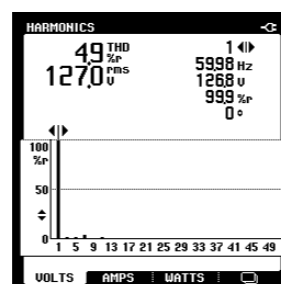 HARMONICS
4.9 THD %r
127.0 rms V
1
59.98 Hz
126.8 V
99.9 %r
0°
100
%r
50
0
1 5 9 13 17 21 25 29 33 37 41 45 49
VOLTS AMPS WATTS